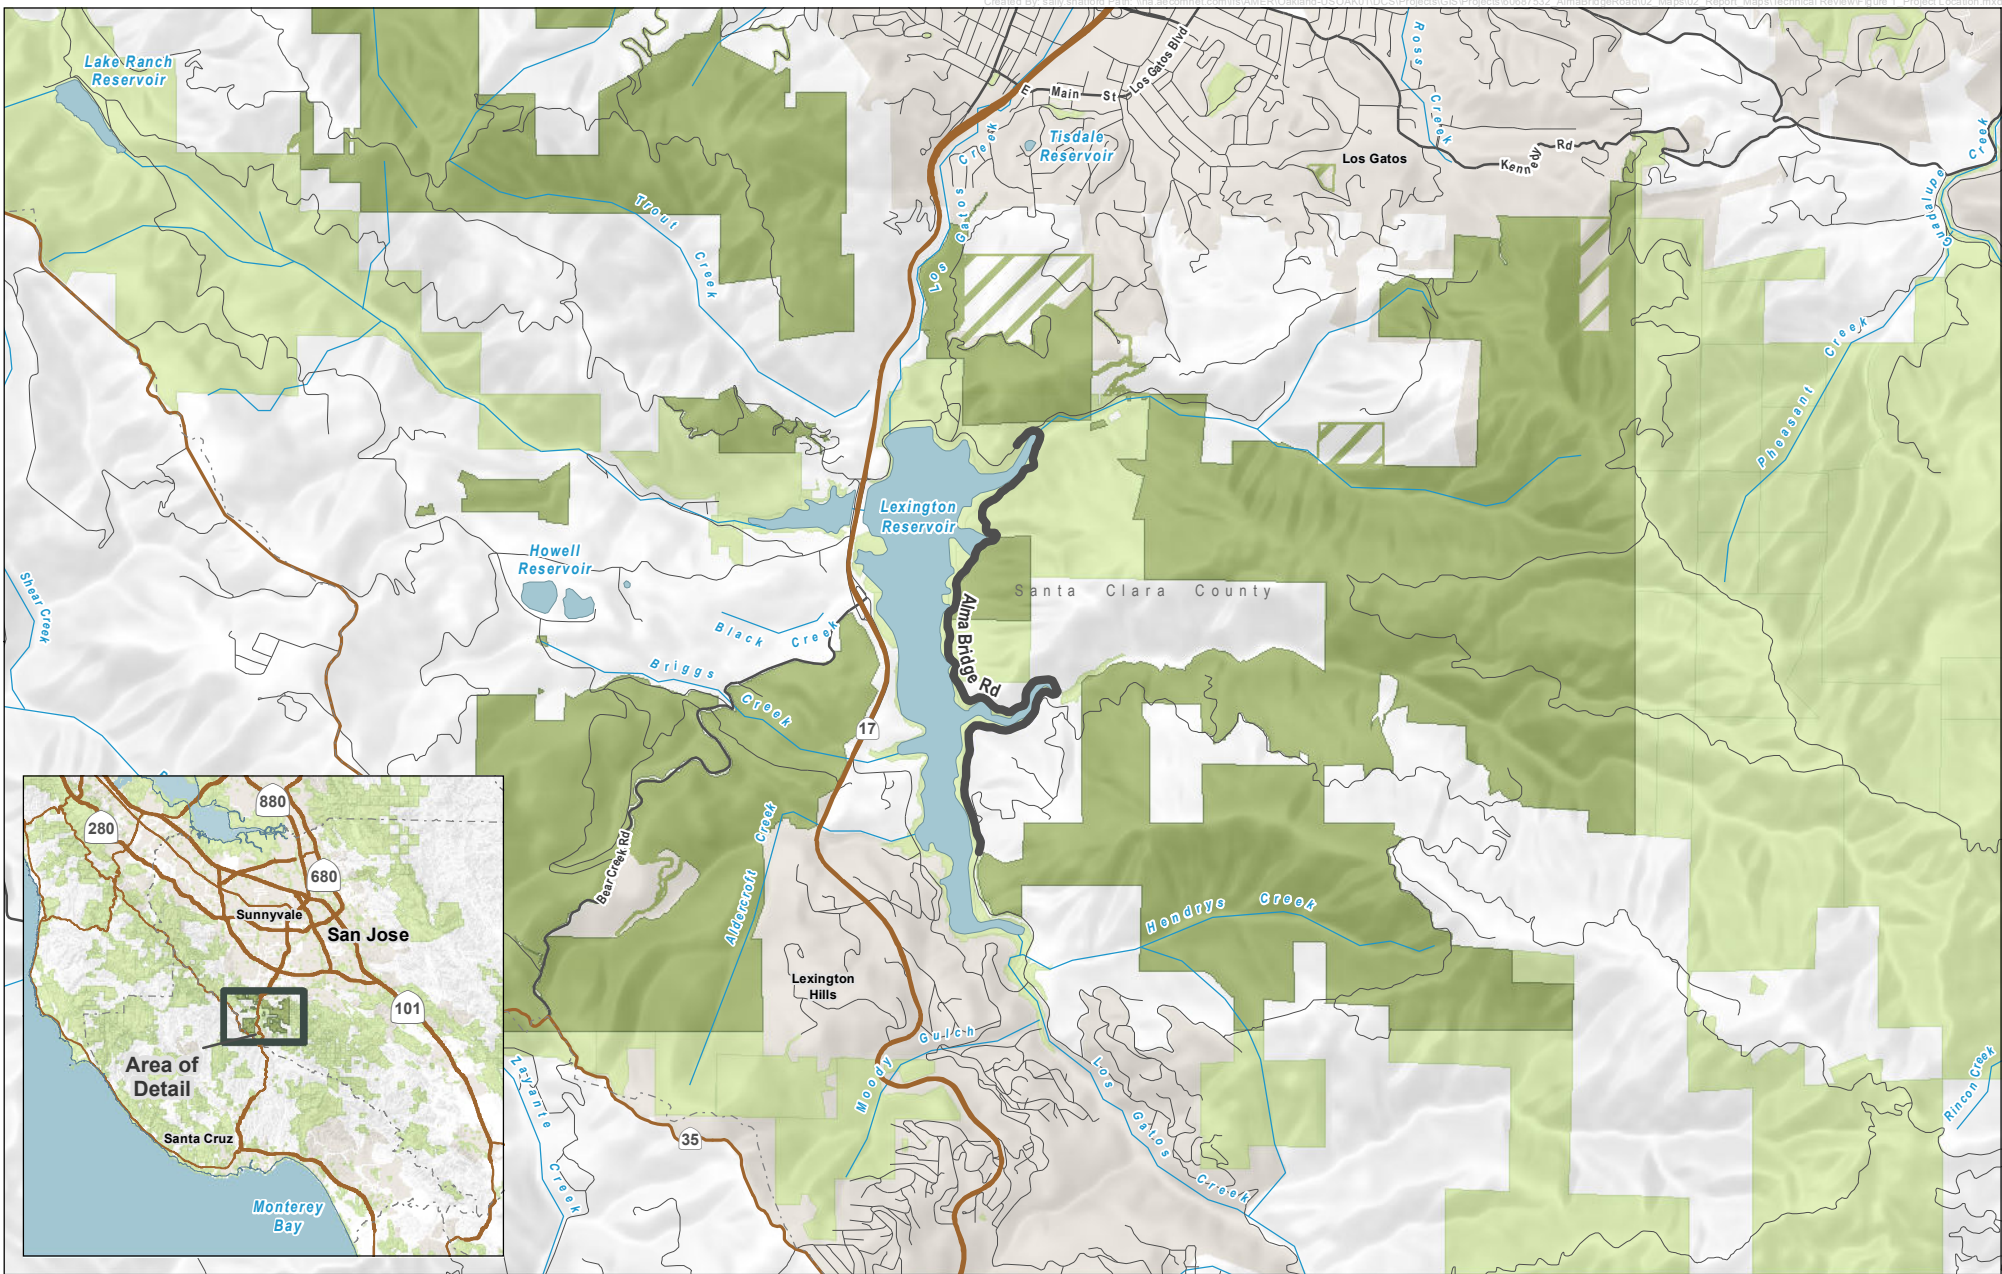 Lake Ranch
Reservoir
Ross
Creek
E Main St
Los Gatos Blvd
Tisdale
Reservoir
Los Gatos
Kennedy Rd
Guadalupe
Creek
Los Gatos Creek
Trout
Creek
Pheasant Creek
Lexington
Reservoir
Howell
Reservoir
Shear Creek
Santa Clara County
Alma Bridge Rd
Black Creek
Briggs
Creek
17
Bear Creek Rd
Aldercroft Creek
Hendrys Creek
Lexington
Hills
Moody Gulch
Los Gatos Creek
Zayante Creek
35
Rincon Creek
880
280
680
Sunnyvale
San Jose
101
Area of
Detail
Santa Cruz
Monterey
Bay